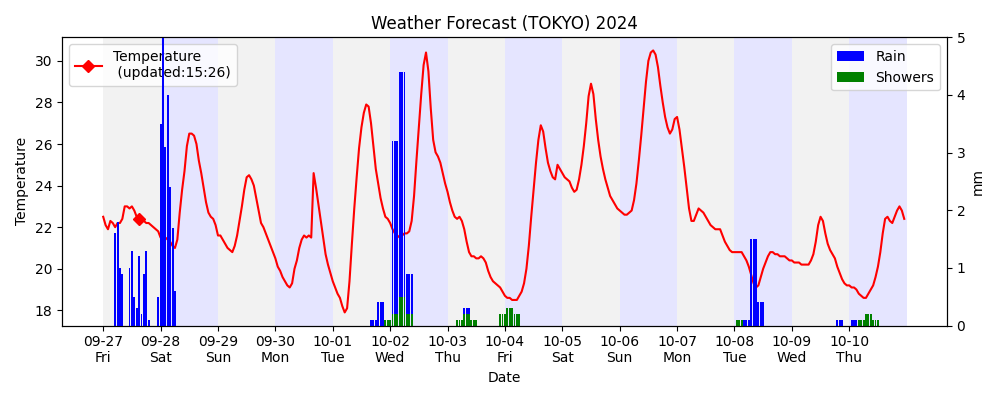 Weather Forecast (TOKYO) 2024
Temperature
(updated:15:26)
Rain
Showers
Temperature
30
28
26
24
22
20
18
5
4
3
2
1
0
mm
09-27 09-28 09-29 09-30 10-01 10-02 10-03 10-04 10-05 10-06 10-07 10-08 10-09 10-10
Fri Sat Sun Mon Tue Wed Thu Fri Sat Sun Mon Tue Wed Thu
Date